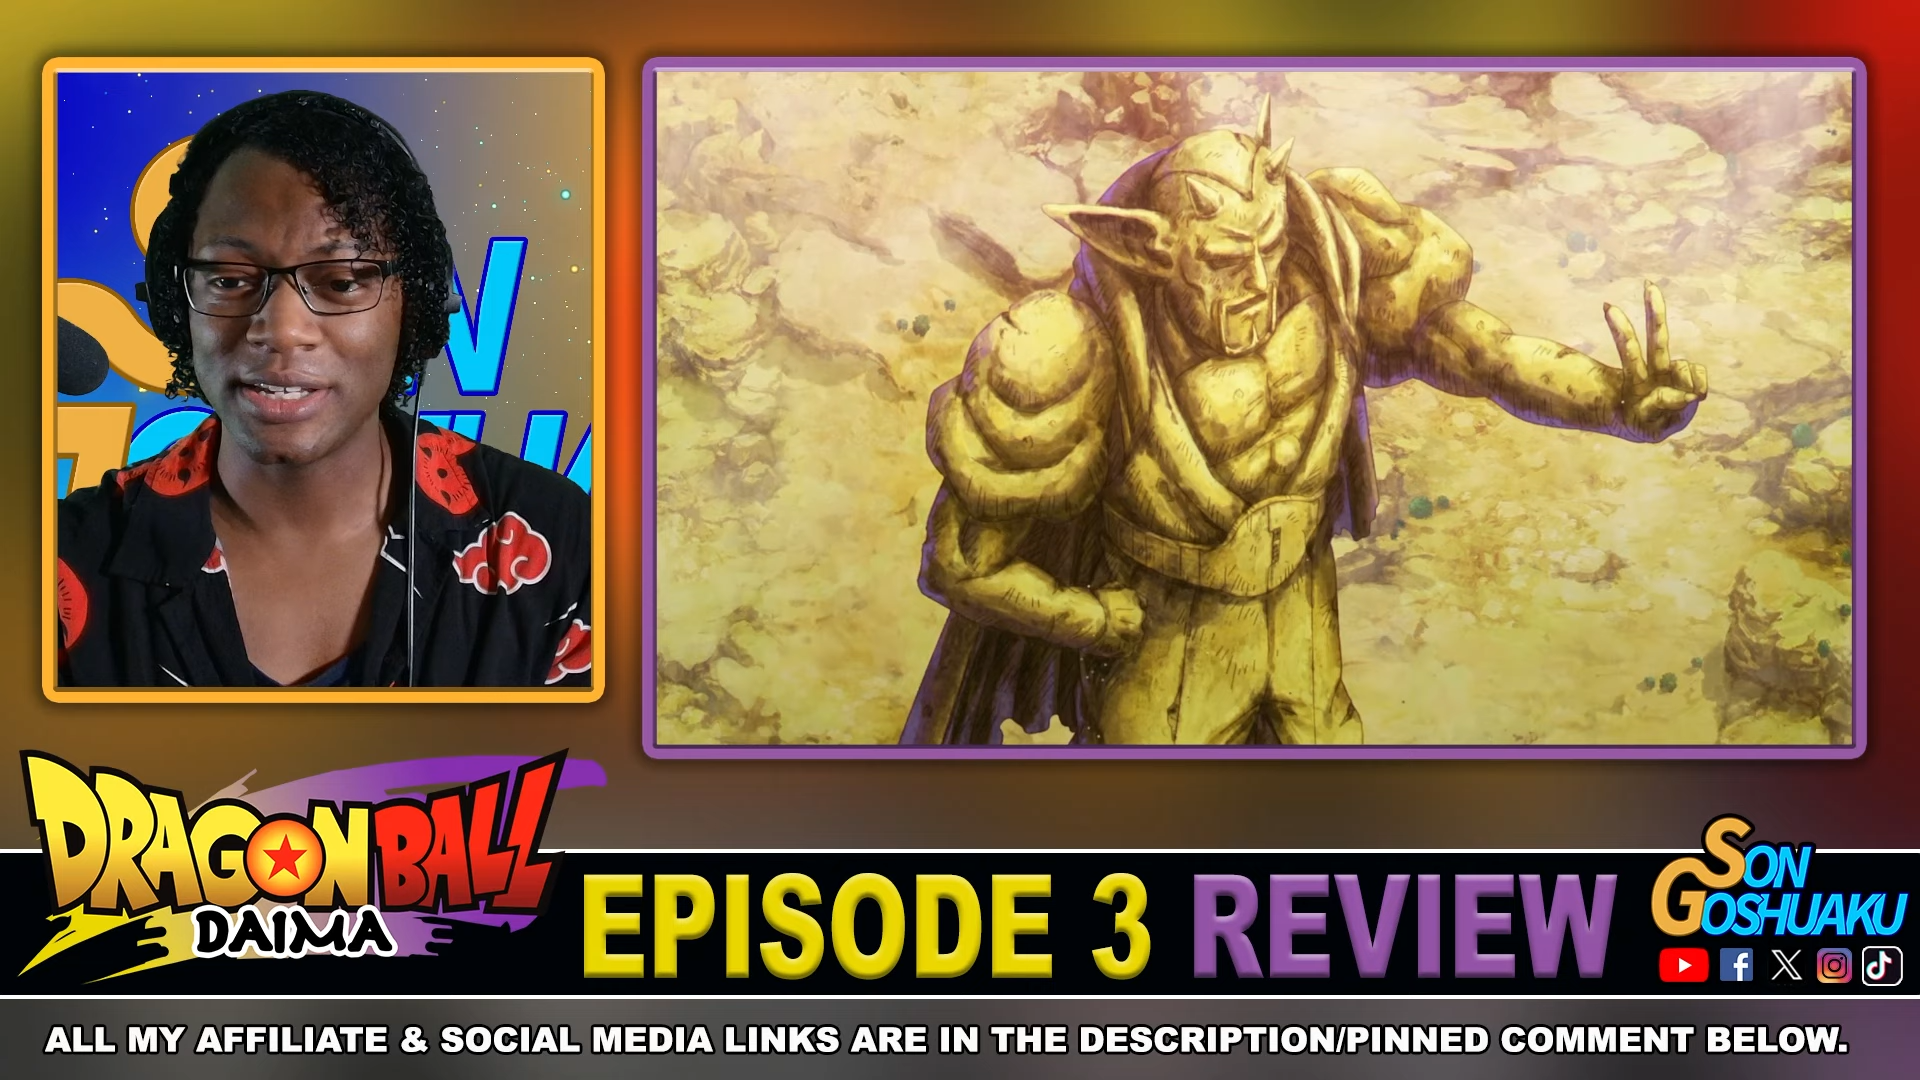 DRAGON BALL
DAIMA
EPISODE 3 REVIEW
SON
GOSHUAKU
ALL MY AFFILIATE & SOCIAL MEDIA LINKS ARE IN THE DESCRIPTION/PINNED COMMENT BELOW.